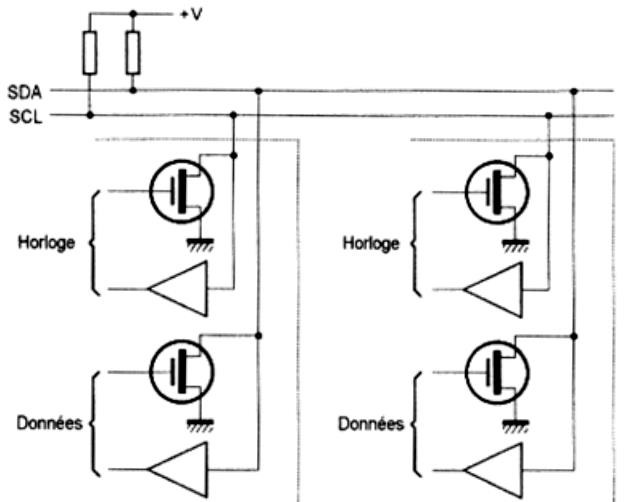 +V
SDA
SCL
Horloge
Horloge
Données
Données